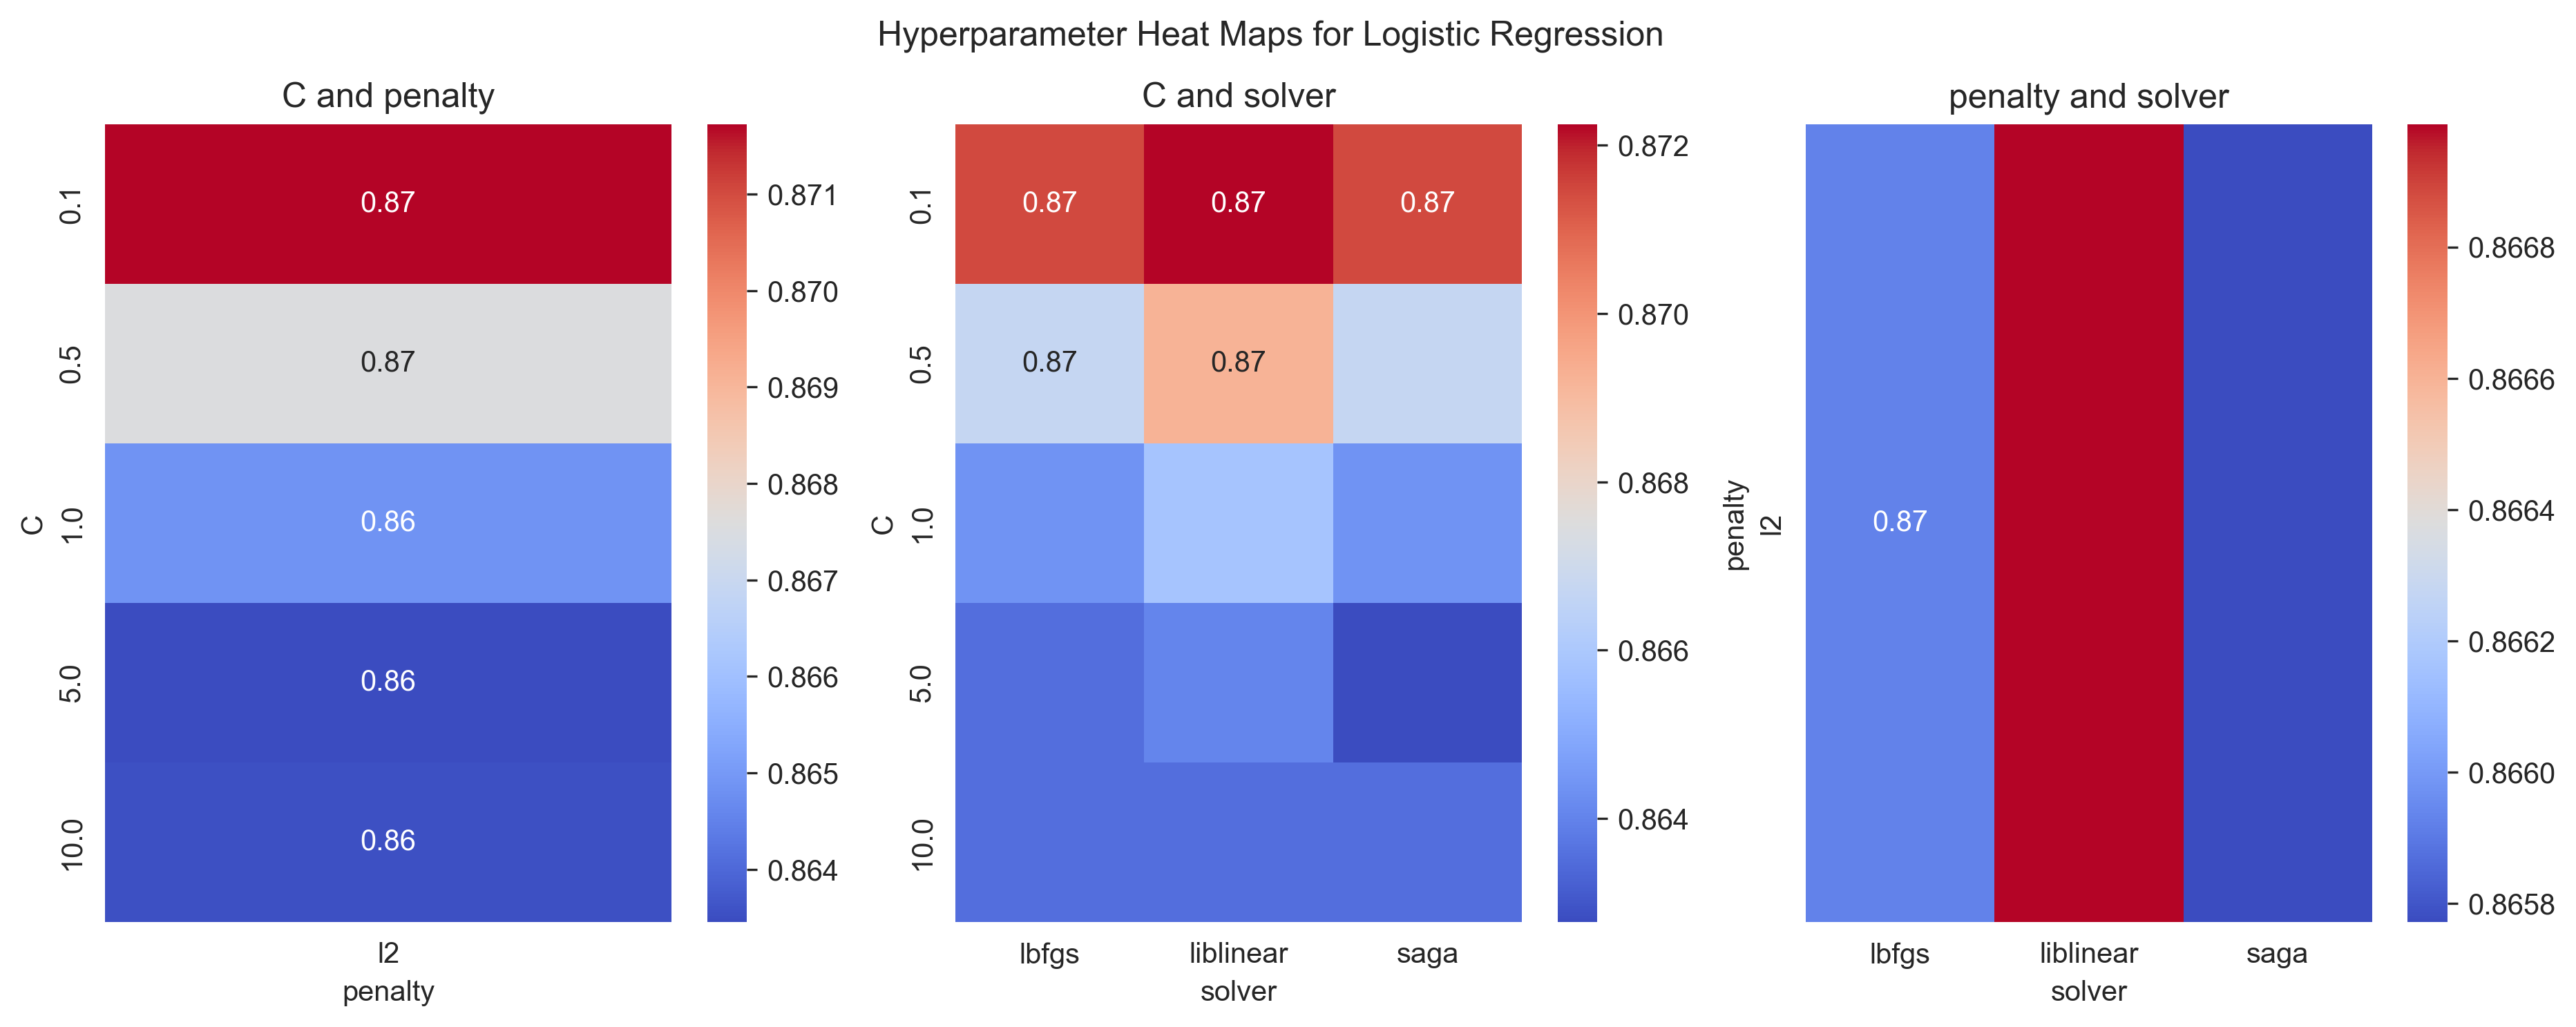 Hyperparameter Heat Maps for Logistic Regression
C and penalty
C
0.1
0.5
1.0
5.0
10.0
0.87
0.87
0.86
0.86
0.86
l2
penalty
0.871
0.870
0.869
0.868
0.867
0.866
0.865
0.864
C and solver
C
0.1
0.5
1.0
5.0
10.0
0.87 0.87 0.87
0.87 0.87
lbfgs liblinear saga
solver
0.872
0.870
0.868
0.866
0.864
penalty and solver
penalty
l2
0.87
lbfgs liblinear saga
solver
0.8668
0.8666
0.8664
0.8662
0.8660
0.8658